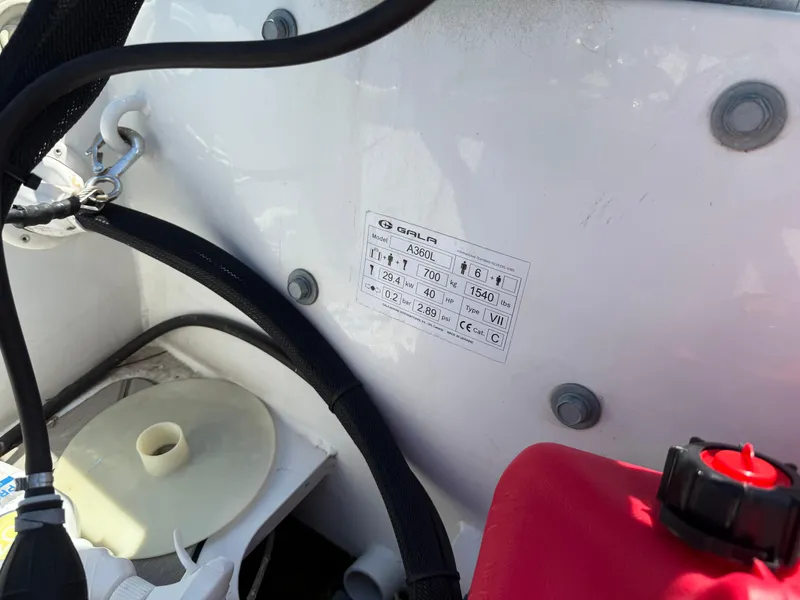 GALA
Model A360L 6 +
+ + 700 kg 1540 lbs
29.4 kW 40 HP Type VII
0.2 bar 2.89 psi CE Cat. C